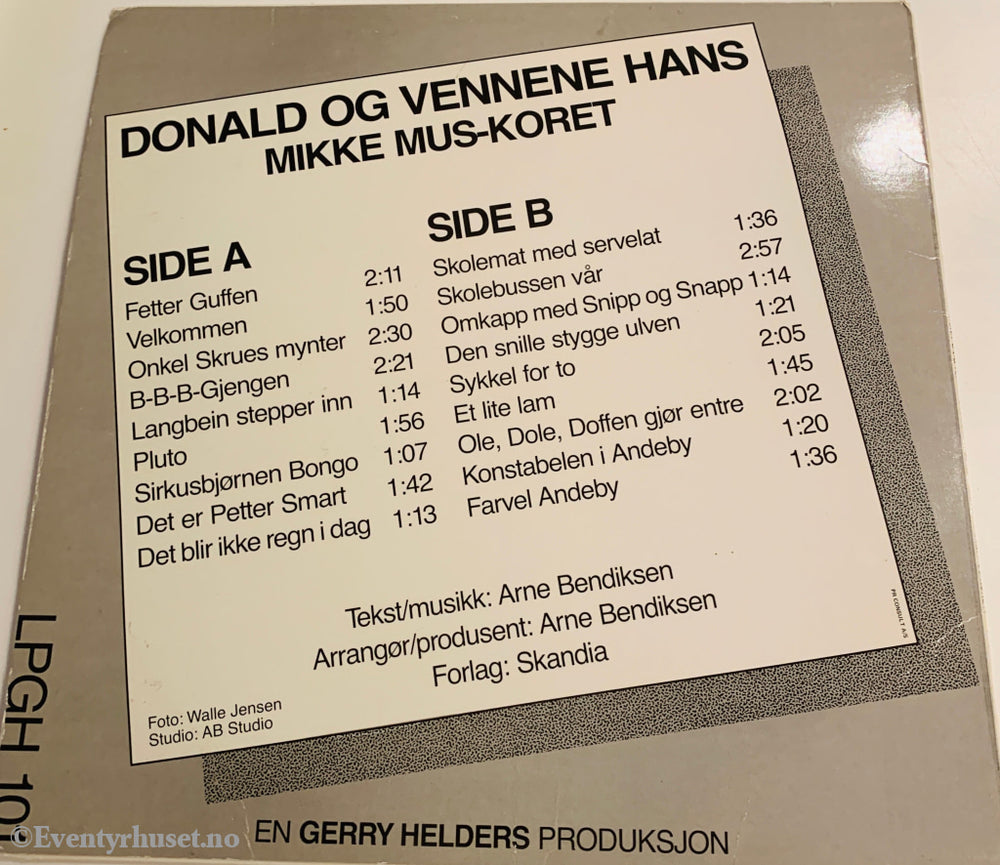 DONALD OG VENNENE HANS
MIKKE MUS-KORET
SIDE A
Fetter Guffen 2:11
Velkommen 1:50
Onkel Skrues mynter 2:30
B-B-B-Gjengen 2:21
Langbein stepper inn 1:14
Pluto 1:56
Sirkusbjørnen Bongo 1:07
Det er Petter Smart 1:42
Det blir ikke regn i dag 1:13
SIDE B
Skolemat med servelat 1:36
Skolebussen vår 2:57
Omkapp med Snipp og Snapp 1:14
Den snille stygge ulven 1:21
Sykkel for to 2:05
Et lite lam 1:45
Ole, Dole, Doffen gjør entre 2:02
Konstabelen i Andeby 1:20
Farvel Andeby 1:36
Tekst/musikk: Arne Bendiksen
Arrangør/produsent: Arne Bendiksen
Forlag: Skandia
Foto: Walle Jensen
Studio: AB Studio
PR CONSULT A/S
LPGH 101
EN GERRY HELDERS PRODUKSJON
©Eventyrhuset.no